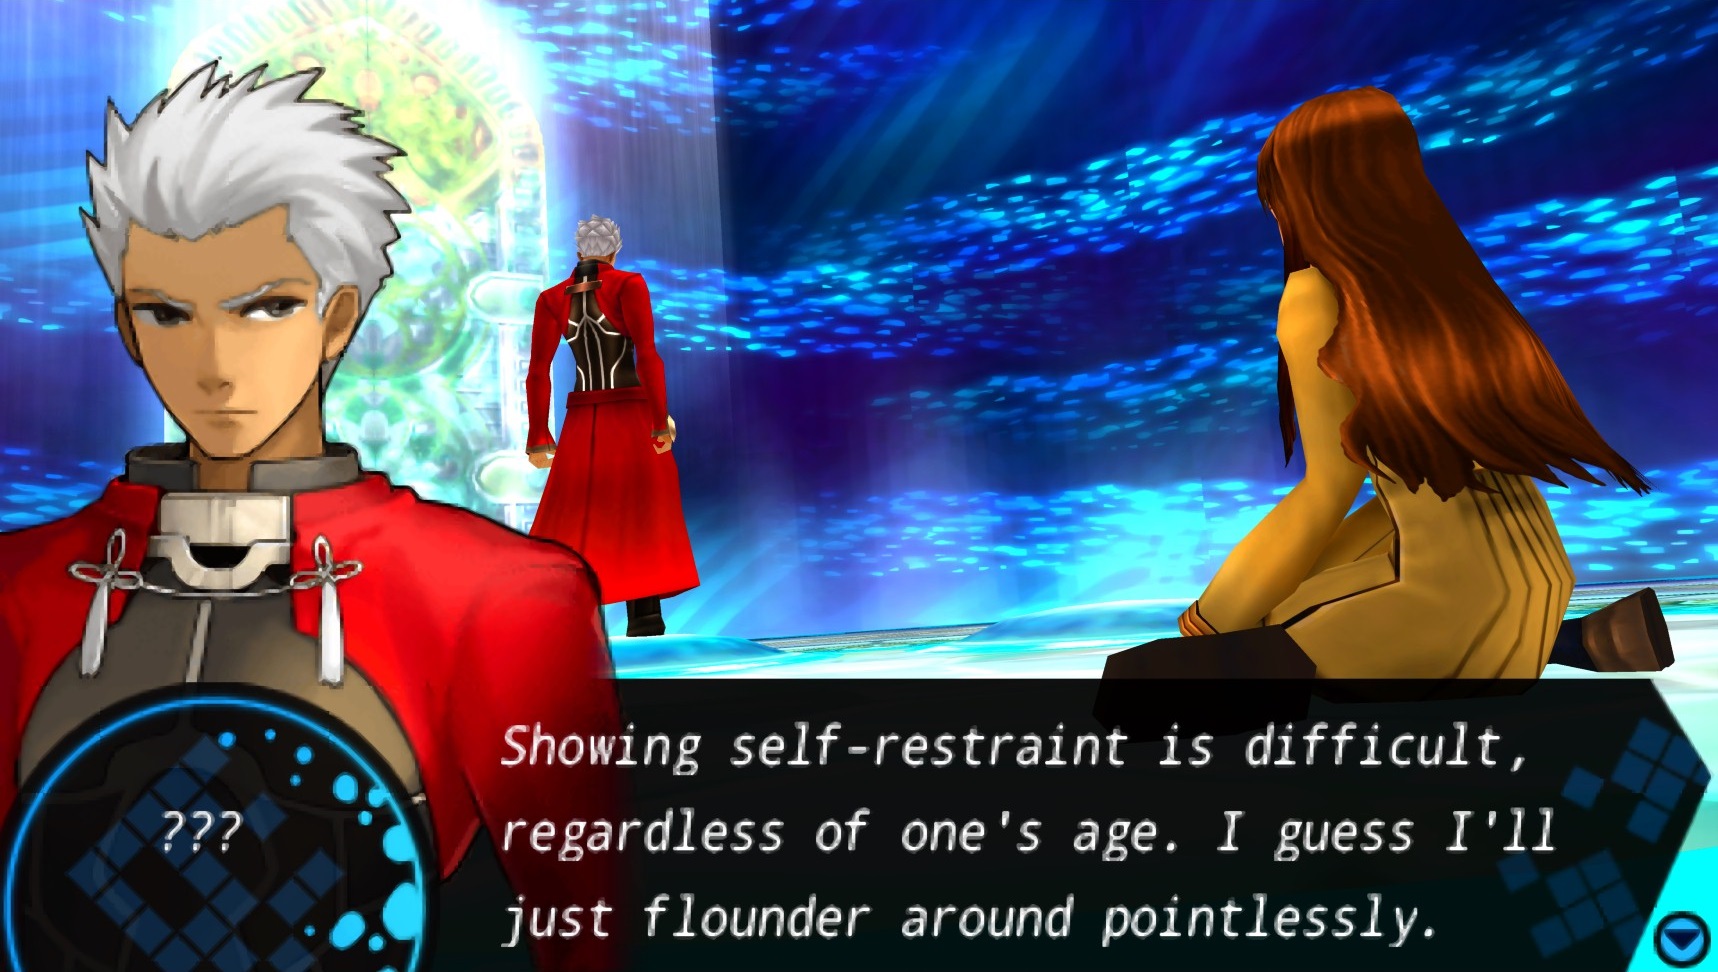 Showing self-restraint is difficult,
regardless of one's age. I guess I'll
just flounder around pointlessly.
???